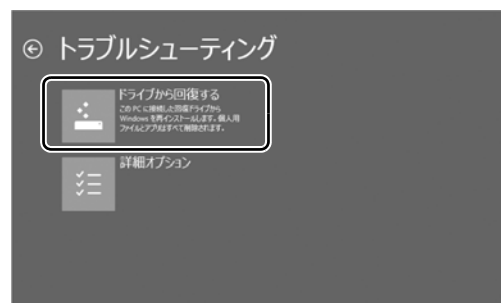 トラブルシューティング
ドライブから回復する
この PC に接続した回復ドライブから
Windows を再インストールします。個人用
ファイルとアプリはすべて削除されます。
詳細オプション